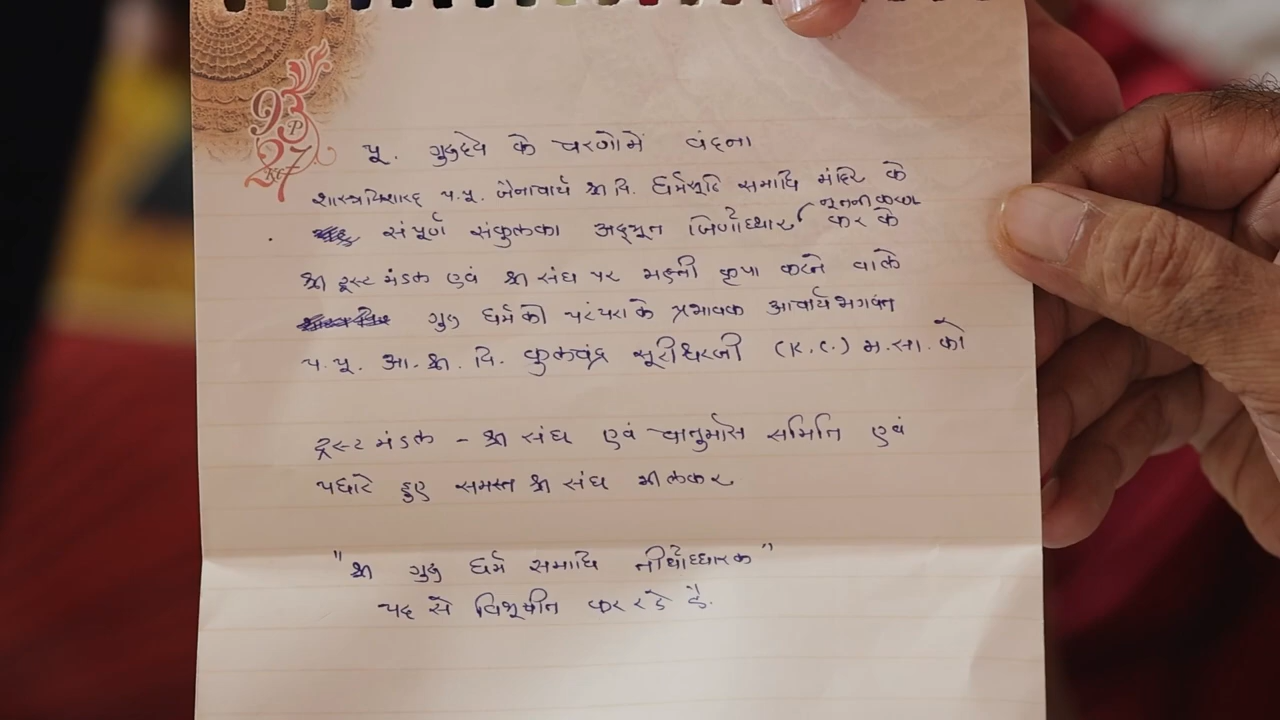 पू. गुरुदेव के चरणोमें वंदना
शास्त्रविशारद प.पू. जैनाचार्य श्री वि. धर्मसूरि समाधि मंदिर के
नूतनीकरण
संपूर्ण संकुलका अद्भूत जिर्णोध्धार करके
श्री ट्रस्ट मंडल एवं श्री संघ पर महती कृपा करने वाले
गुरु धर्म की परंपरा के प्रभावक आचार्य भगवंत
प.पू. आ.श्री.वि. कुलचंद्र सूरीश्वरजी (K.C.) म.सा. को
ट्रस्ट मंडल - श्री संघ एवं चातुर्मास समिति एवं
पधारे हुए समस्त श्री संघ मीलकर
"श्री गुरु धर्म समाधि तीर्थोध्धारक"
पद से विभूषीत कर रहे है.